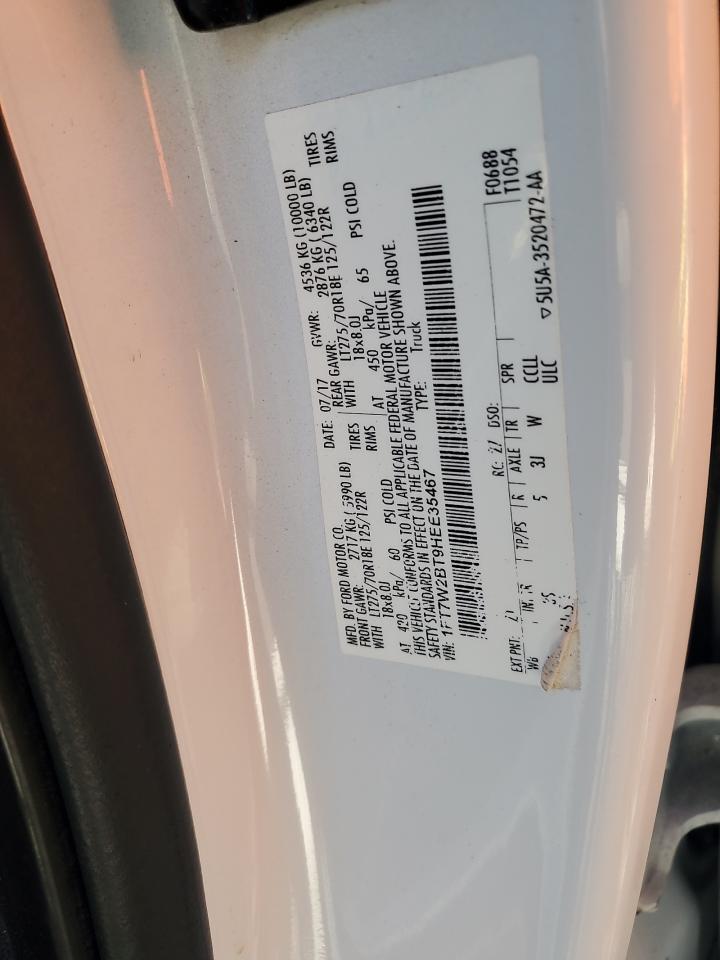 MFD. BY FORD MOTOR CO.
DATE: 07/17 GVWR: 4536 KG (10000 LB)
FRONT GAWR: 2717 KG (5990 LB) REAR GAWR: 2876 KG (6340 LB)
WITH LT275/70R18E 125/122R TIRES WITH LT275/70R18E 125/122R TIRES
18x8.0J RIMS 18x8.0J RIMS
AT 420 kPa/ 60 PSI COLD AT 450 kPa/ 65 PSI COLD
THIS VEHICLE CONFORMS TO ALL APPLICABLE FEDERAL MOTOR VEHICLE
SAFETY STANDARDS IN EFFECT ON THE DATE OF MANUFACTURE SHOWN ABOVE.
VIN: 1FT7W2BT9HEE35467 TYPE: Truck
F0688
T1054
EXT PNT: RC: 27 DSO:
TP/PS R AXLE TR SPR
W6 5 3J W CCLL
ULC
▽5U5A-3520472-AA